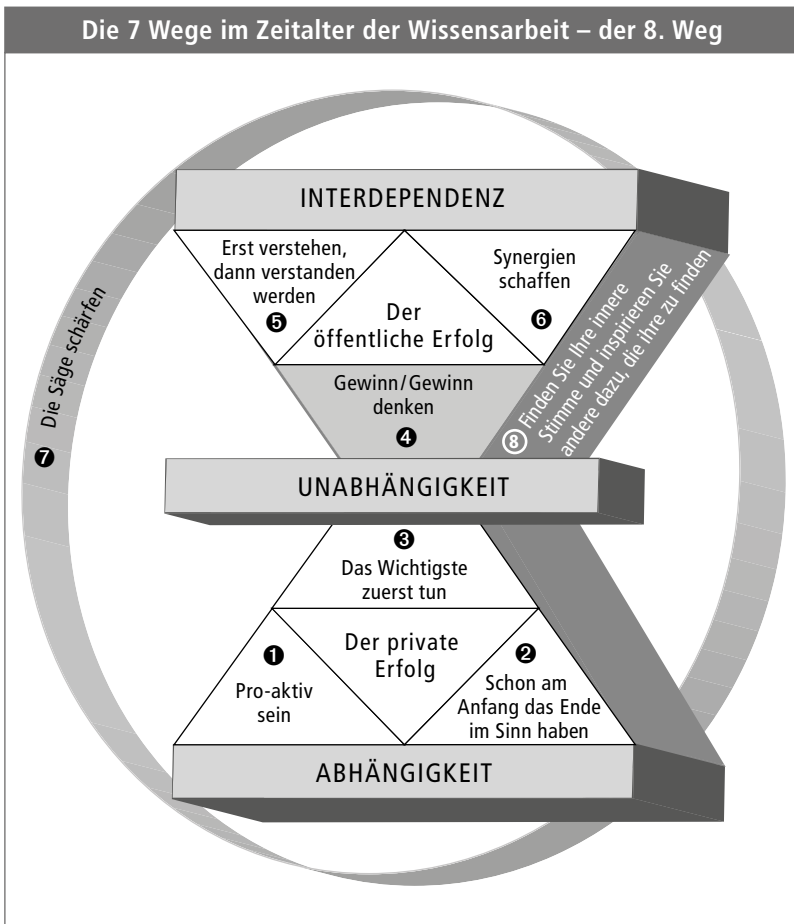 Die 7 Wege im Zeitalter der Wissensarbeit – der 8. Weg
INTERDEPENDENZ
Erst verstehen,
dann verstanden
werden
❺
Synergien
schaffen
❻
Der
öffentliche Erfolg
Gewinn/Gewinn
denken
❹
⑧ Finden Sie Ihre innere
Stimme und inspirieren Sie
andere dazu, die ihre zu finden
❼ Die Säge schärfen
UNABHÄNGIGKEIT
❸
Das Wichtigste
zuerst tun
❶
Pro-aktiv
sein
Der private
Erfolg
❷
Schon am
Anfang das Ende
im Sinn haben
ABHÄNGIGKEIT